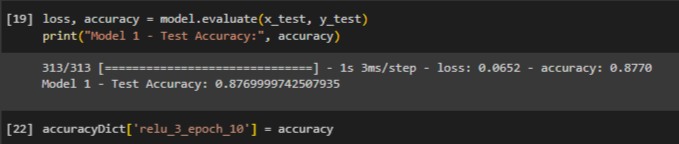 [19] loss, accuracy = model.evaluate(x_test, y_test)
print("Model 1 - Test Accuracy:", accuracy)
313/313 [==============================] - 1s 3ms/step - loss: 0.0652 - accuracy: 0.8770
Model 1 - Test Accuracy: 0.8769999742507935
[22] accuracyDict['relu_3_epoch_10'] = accuracy